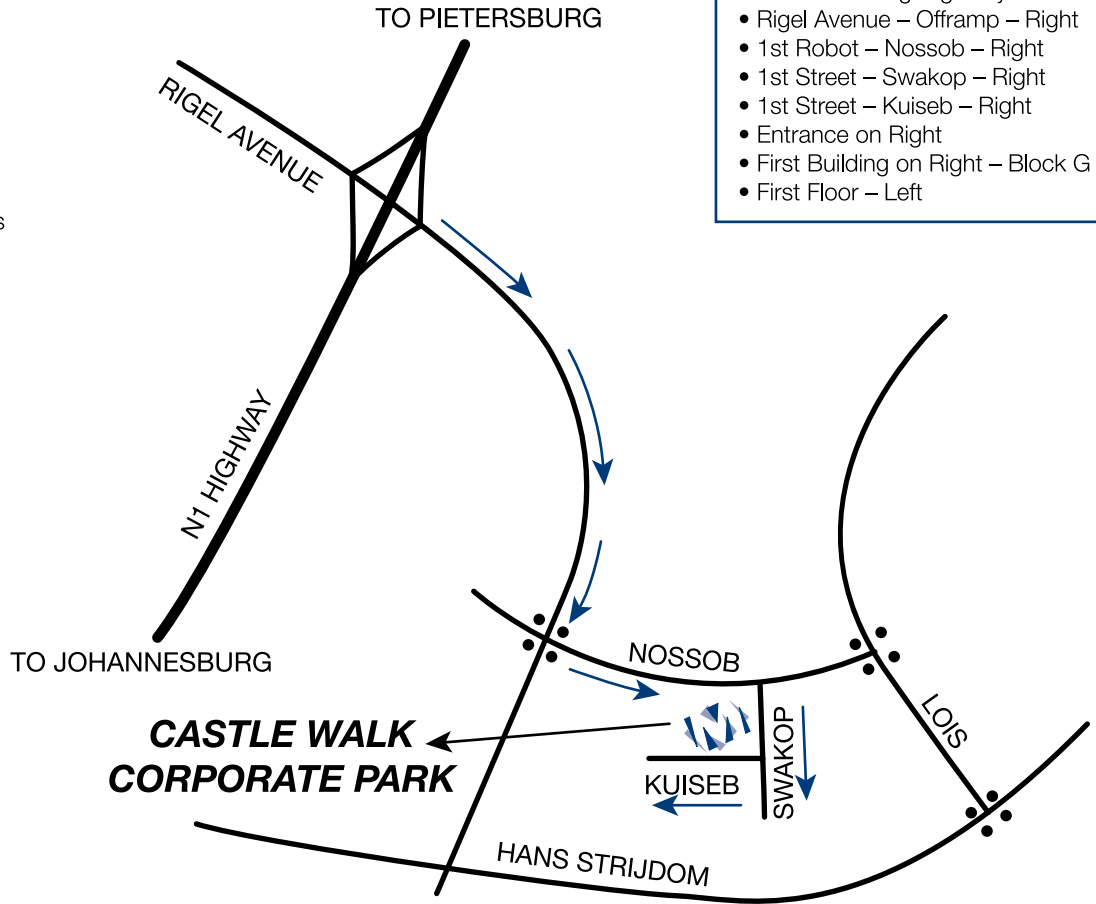 TO PIETERSBURG
• Rigel Avenue – Offramp – Right
• 1st Robot – Nossob – Right
• 1st Street – Swakop – Right
• 1st Street – Kuiseb – Right
• Entrance on Right
• First Building on Right – Block G
• First Floor – Left
RIGEL AVENUE
s
N1 HIGHWAY
TO JOHANNESBURG
NOSSOB
LOIS
CASTLE WALK
CORPORATE PARK
SWAKOP
KUISEB
HANS STRIJDOM